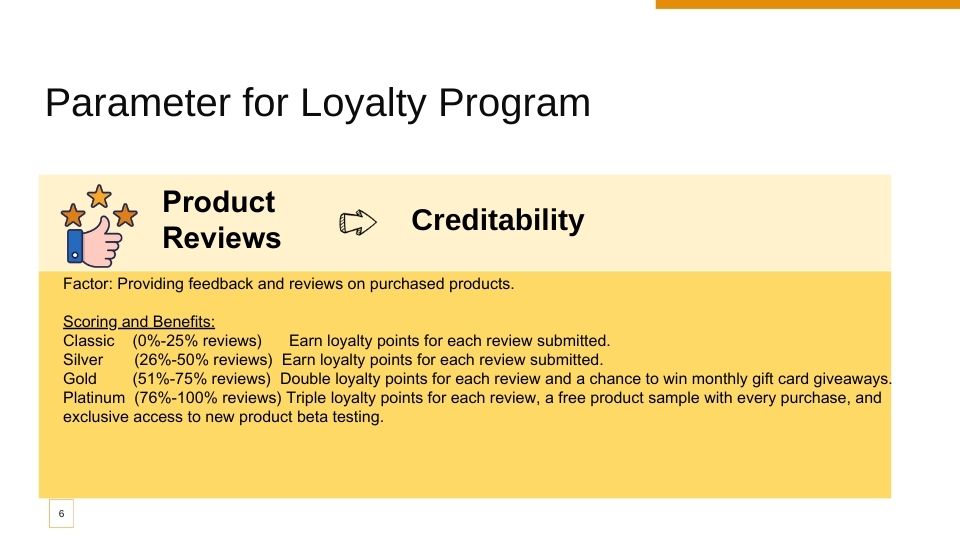 Parameter for Loyalty Program
Product
Reviews
Creditability
Factor: Providing feedback and reviews on purchased products.
Scoring and Benefits:
Classic (0%-25% reviews) Earn loyalty points for each review submitted.
Silver (26%-50% reviews) Earn loyalty points for each review submitted.
Gold (51%-75% reviews) Double loyalty points for each review and a chance to win monthly gift card giveaways.
Platinum (76%-100% reviews) Triple loyalty points for each review, a free product sample with every purchase, and
exclusive access to new product beta testing.
6